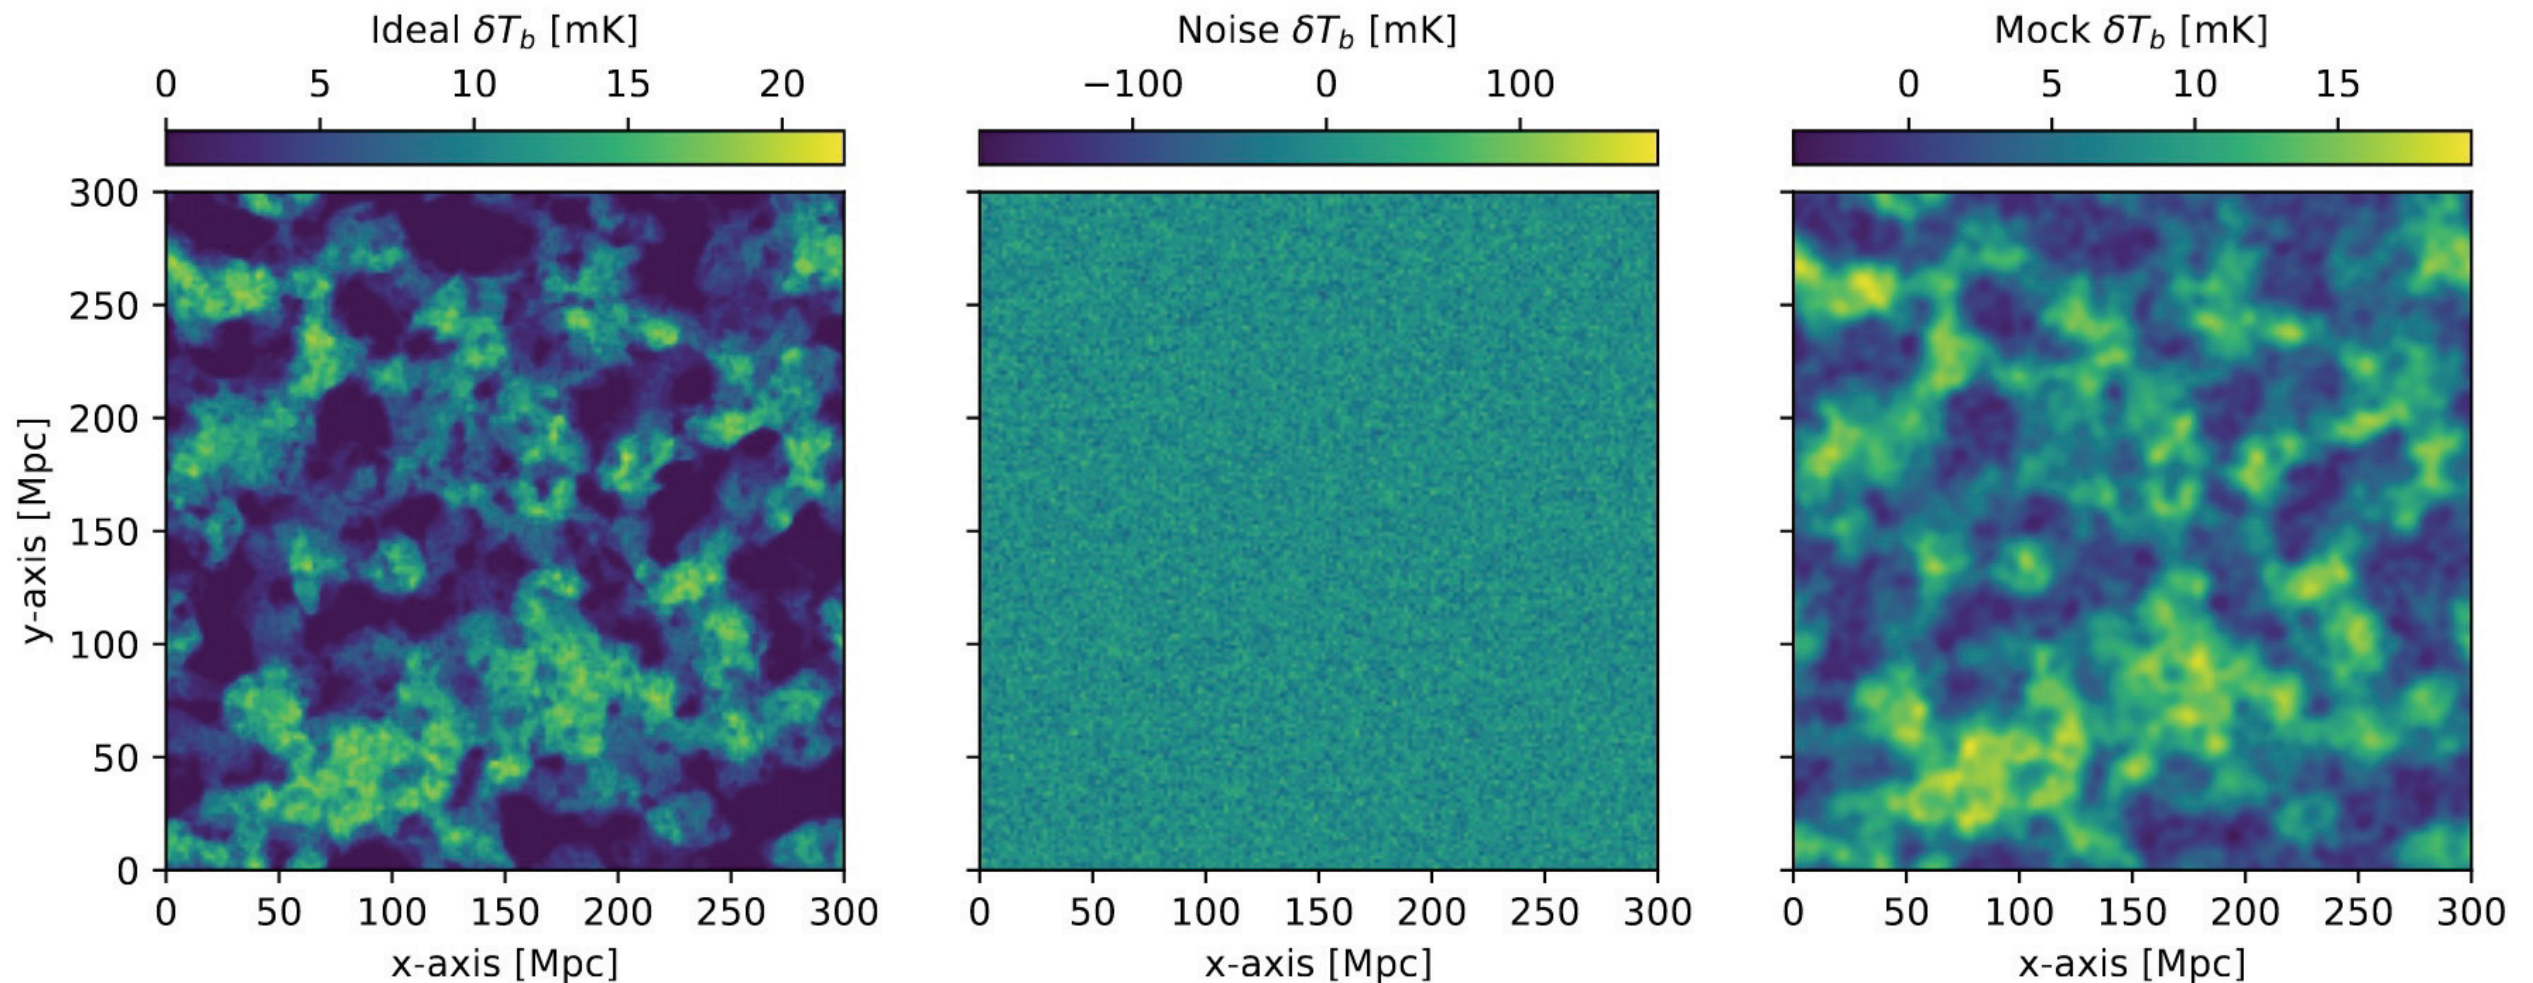 Ideal δT_b [mK]
0 5 10 15 20
Noise δT_b [mK]
−100 0 100
Mock δT_b [mK]
0 5 10 15
y-axis [Mpc]
300
250
200
150
100
50
0
0 50 100 150 200 250 300
x-axis [Mpc]
0 50 100 150 200 250 300
x-axis [Mpc]
0 50 100 150 200 250 300
x-axis [Mpc]